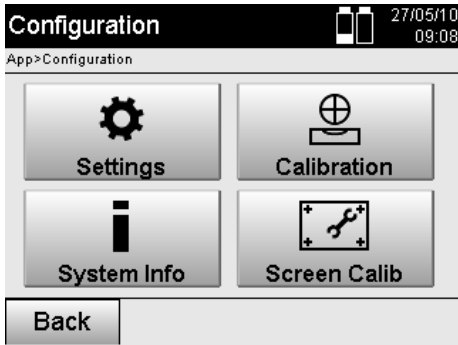 Configuration
27/05/10
09:08
App>Configuration
Settings
Calibration
System Info
Screen Calib
Back